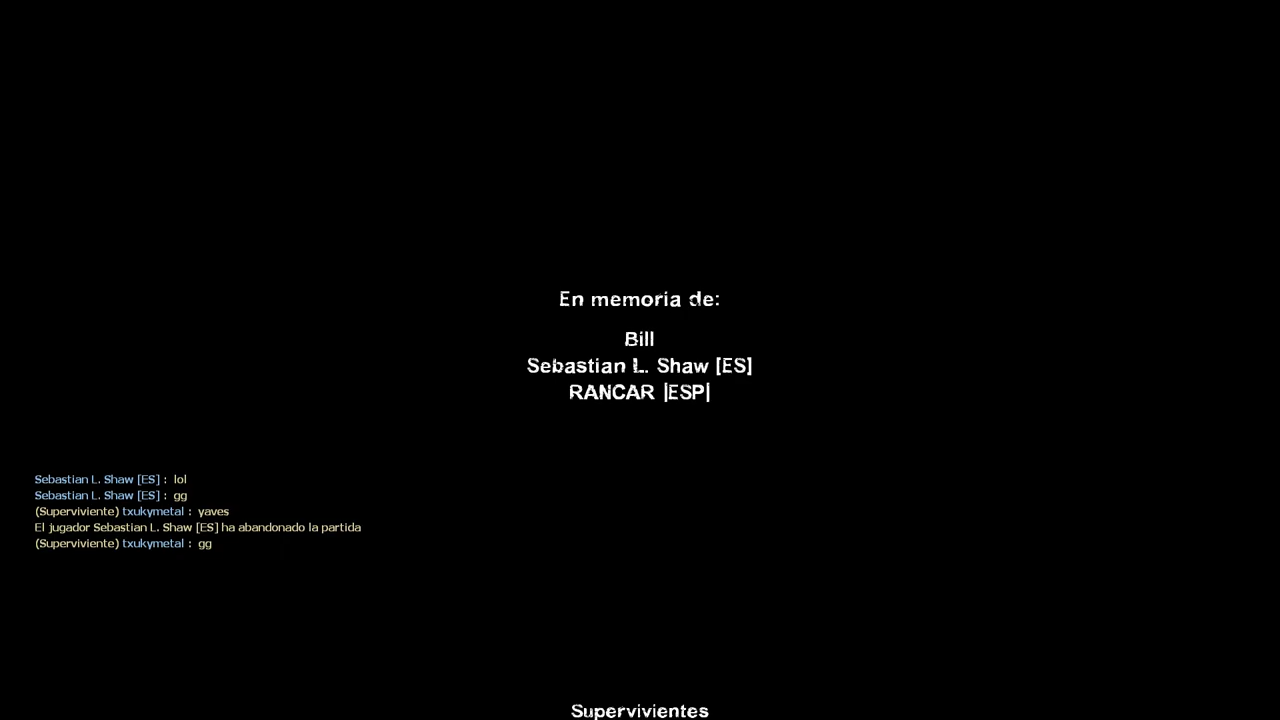 En memoria de:
Bill
Sebastian L. Shaw [ES]
RANCAR |ESP|
Sebastian L. Shaw [ES] : lol
Sebastian L. Shaw [ES] : gg
(Superviviente) txukymetal : yaves
El jugador Sebastian L. Shaw [ES] ha abandonado la partida
(Superviviente) txukymetal : gg
Supervivientes